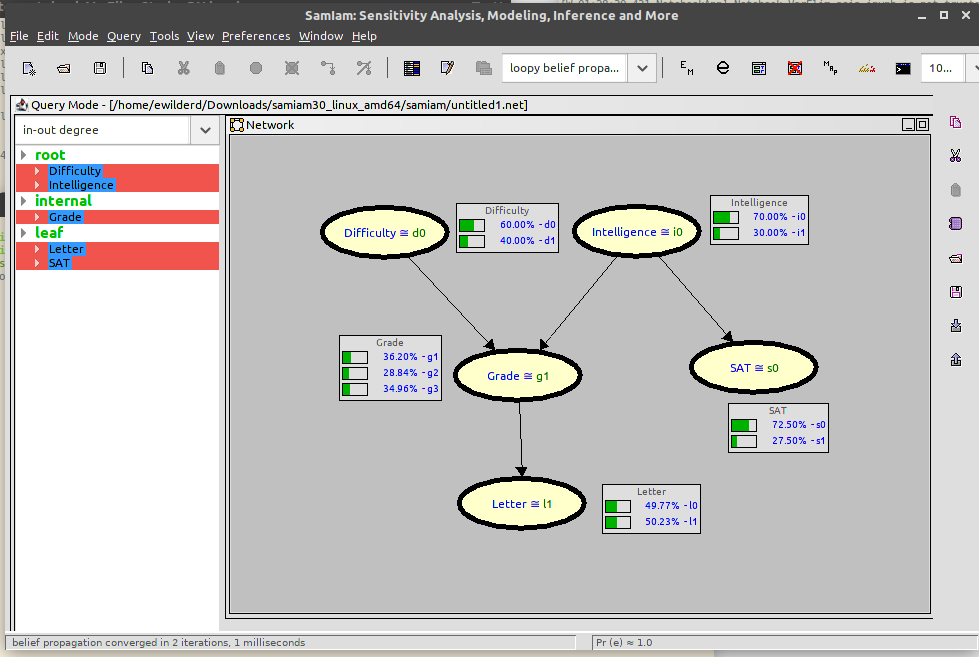 SamIam: Sensitivity Analysis, Modeling, Inference and More
File Edit Mode Query Tools View Preferences Window Help
loopy belief propa...
10...
Query Mode - [/home/ewilderd/Downloads/samiam30_linux_amd64/samiam/untitled1.net]
in-out degree
root
Difficulty
Intelligence
internal
Grade
leaf
Letter
SAT
Network
Difficulty ≅ d0
Difficulty
60.00% - d0
40.00% - d1
Intelligence ≅ i0
Intelligence
70.00% - i0
30.00% - i1
Grade
36.20% - g1
28.84% - g2
34.96% - g3
Grade ≅ g1
SAT ≅ s0
SAT
72.50% - s0
27.50% - s1
Letter ≅ l1
Letter
49.77% - l0
50.23% - l1
belief propagation converged in 2 iterations, 1 milliseconds
Pr (e) ≈ 1.0